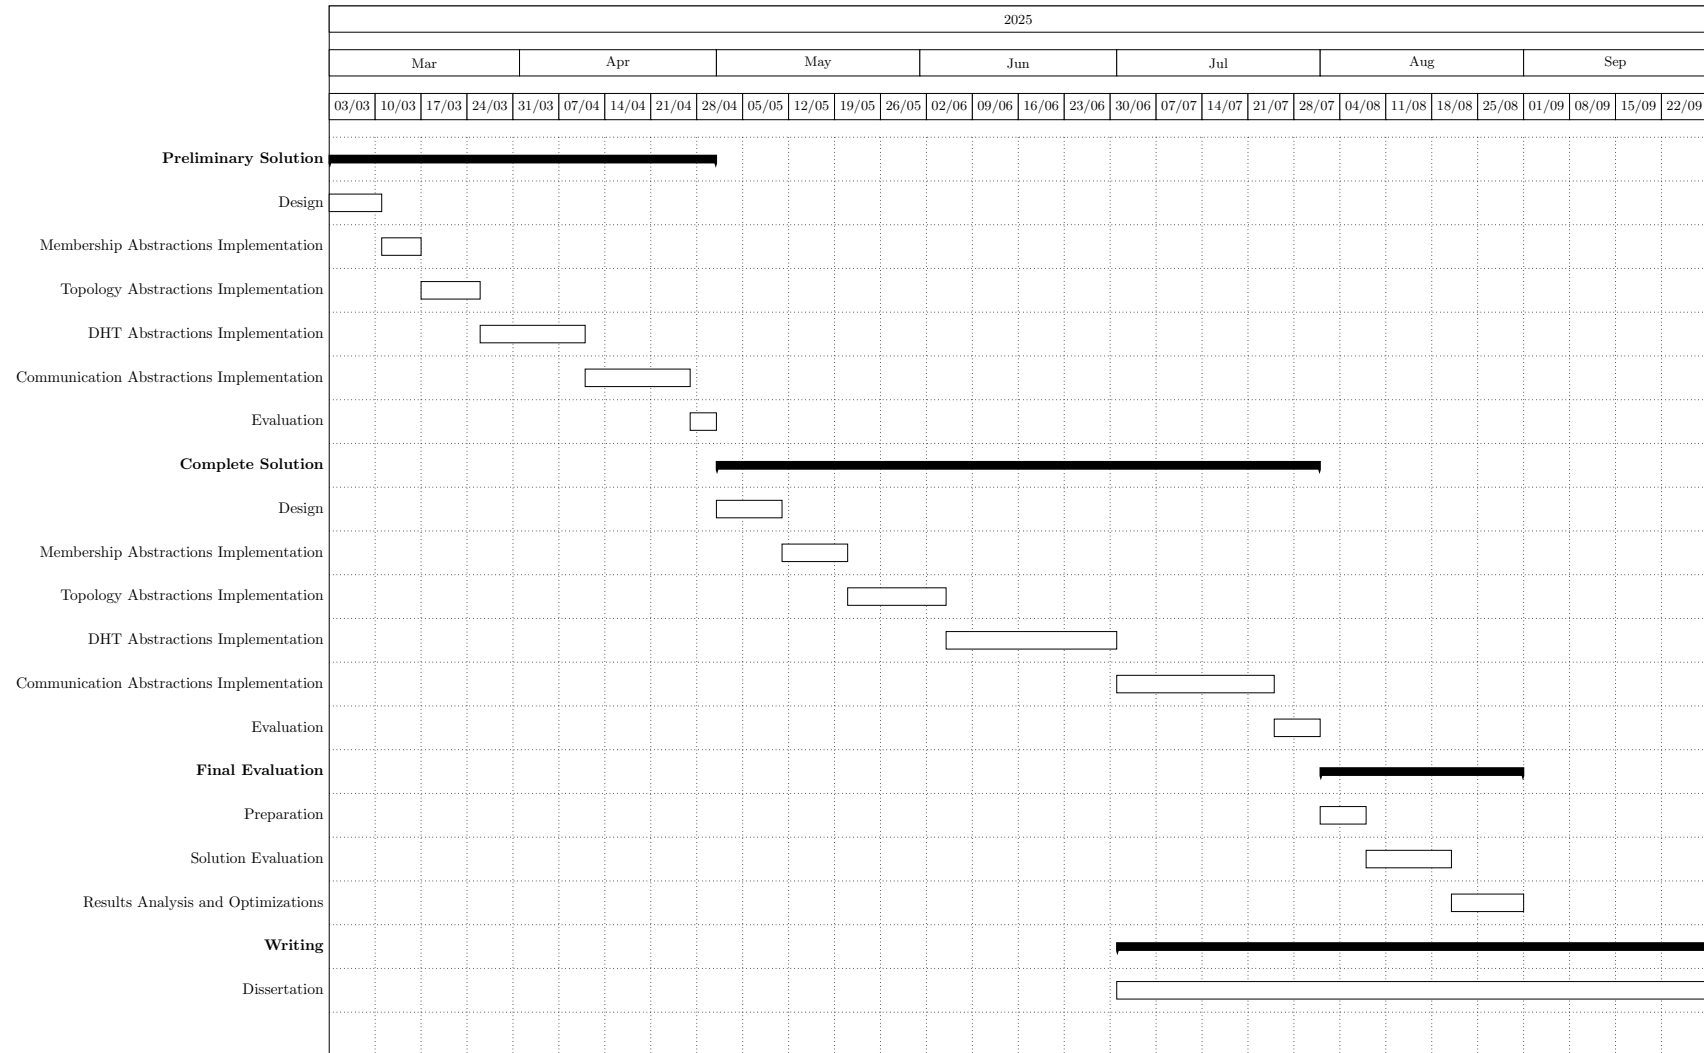 2025
Mar Apr May Jun Jul Aug Sep
03/03 10/03 17/03 24/03 31/03 07/04 14/04 21/04 28/04 05/05 12/05 19/05 26/05 02/06 09/06 16/06 23/06 30/06 07/07 14/07 21/07 28/07 04/08 11/08 18/08 25/08 01/09 08/09 15/09 22/09
Preliminary Solution
Design
Membership Abstractions Implementation
Topology Abstractions Implementation
DHT Abstractions Implementation
Communication Abstractions Implementation
Evaluation
Complete Solution
Design
Membership Abstractions Implementation
Topology Abstractions Implementation
DHT Abstractions Implementation
Communication Abstractions Implementation
Evaluation
Final Evaluation
Preparation
Solution Evaluation
Results Analysis and Optimizations
Writing
Dissertation